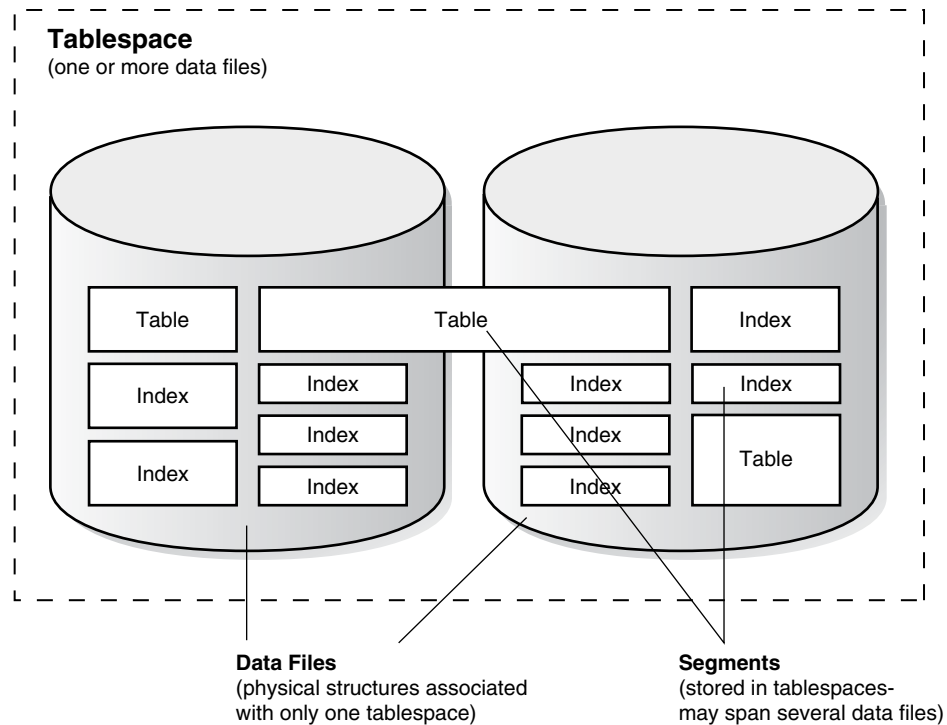 Tablespace
(one or more data files)
Table
Table
Index
Index
Index
Index
Index
Index
Index
Index
Table
Index
Index
Index
Data Files
(physical structures associated
with only one tablespace)
Segments
(stored in tablespaces-
may span several data files)